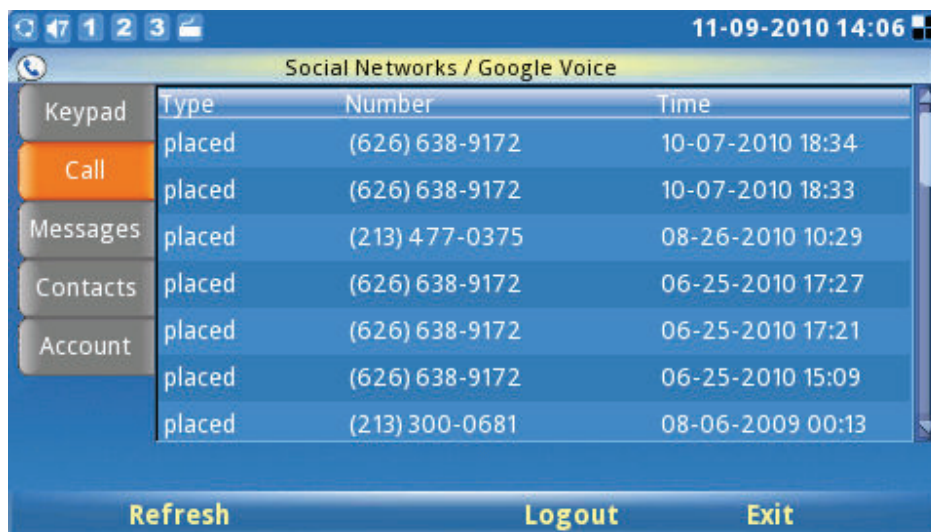 47 1 2 3 11-09-2010 14:06
Social Networks / Google Voice
Keypad
Call
Messages
Contacts
Account
Type Number Time
placed (626) 638-9172 10-07-2010 18:34
placed (626) 638-9172 10-07-2010 18:33
placed (213) 477-0375 08-26-2010 10:29
placed (626) 638-9172 06-25-2010 17:27
placed (626) 638-9172 06-25-2010 17:21
placed (626) 638-9172 06-25-2010 15:09
placed (213) 300-0681 08-06-2009 00:13
Refresh Logout Exit